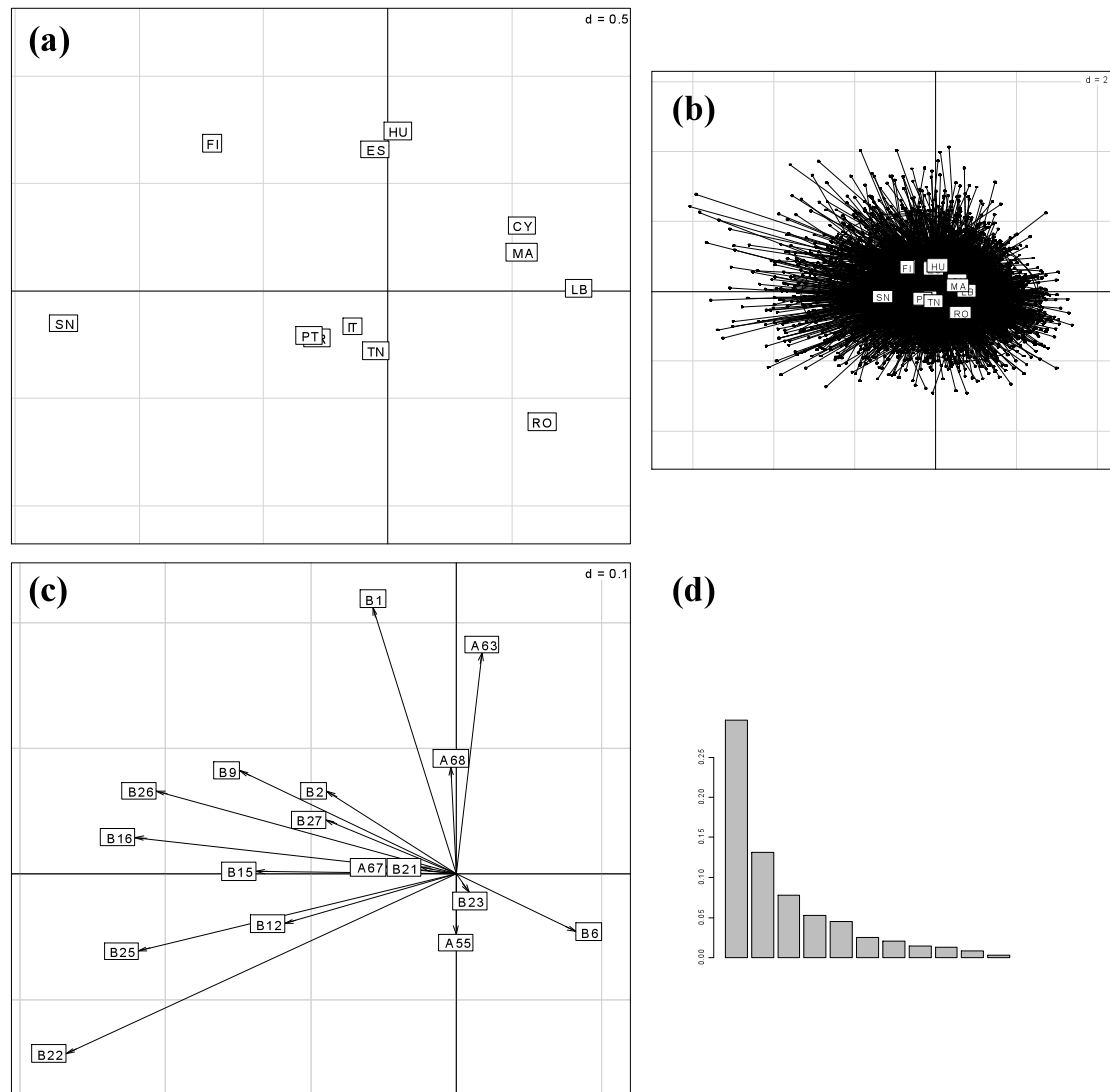 (a)
d = 0.5
FI
HU
ES
CY
MA
LB
SN
PT
IT
TN
RO
(b)
d = 2
FI
HU
MA
SN
TN
RO
(c)
d = 0.1
B1
A63
A68
B9
B26
B2
B27
B16
A67
B21
B15
B23
B12
B6
A55
B25
B22
(d)
0.25
0.20
0.15
0.10
0.05
0.00